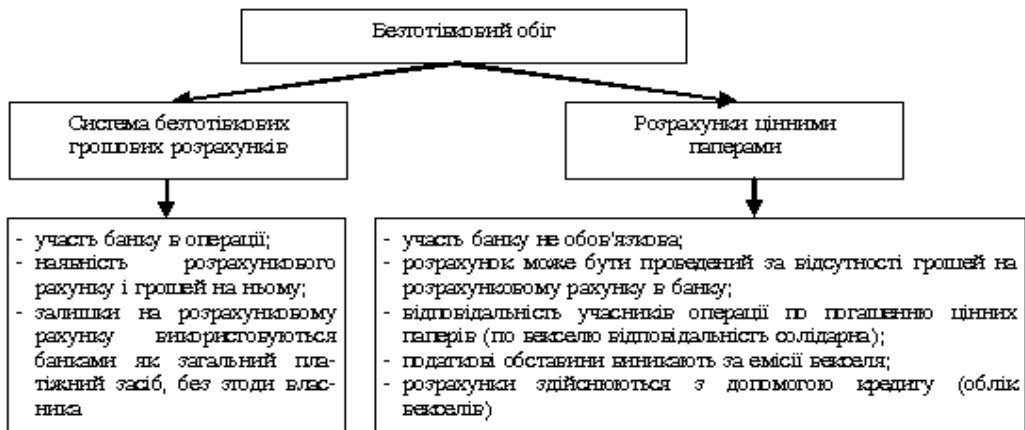 Безготівковий обіг
Система безготівкових
грошових розрахунків
Розрахунки цінними
паперами
- участь банку в операції;
- наявність розрахункового
рахунку і грошей на ньому;
- залишки на розрахунковому
рахунку використовуються
банками як загальний пла-
тіжний засіб, без згоди влас-
ника
- участь банку не обов'язкова;
- розрахунок може бути проведений за відсутності грошей на
розрахунковому рахунку в банку;
- відповідальність учасників операції по погашенню цінних
паперів (по векселю відповідальність солідарна);
- податкові обставини виникають за емісії векселя;
- розрахунки здійснюються з допомогою кредиту (облік
векселів)